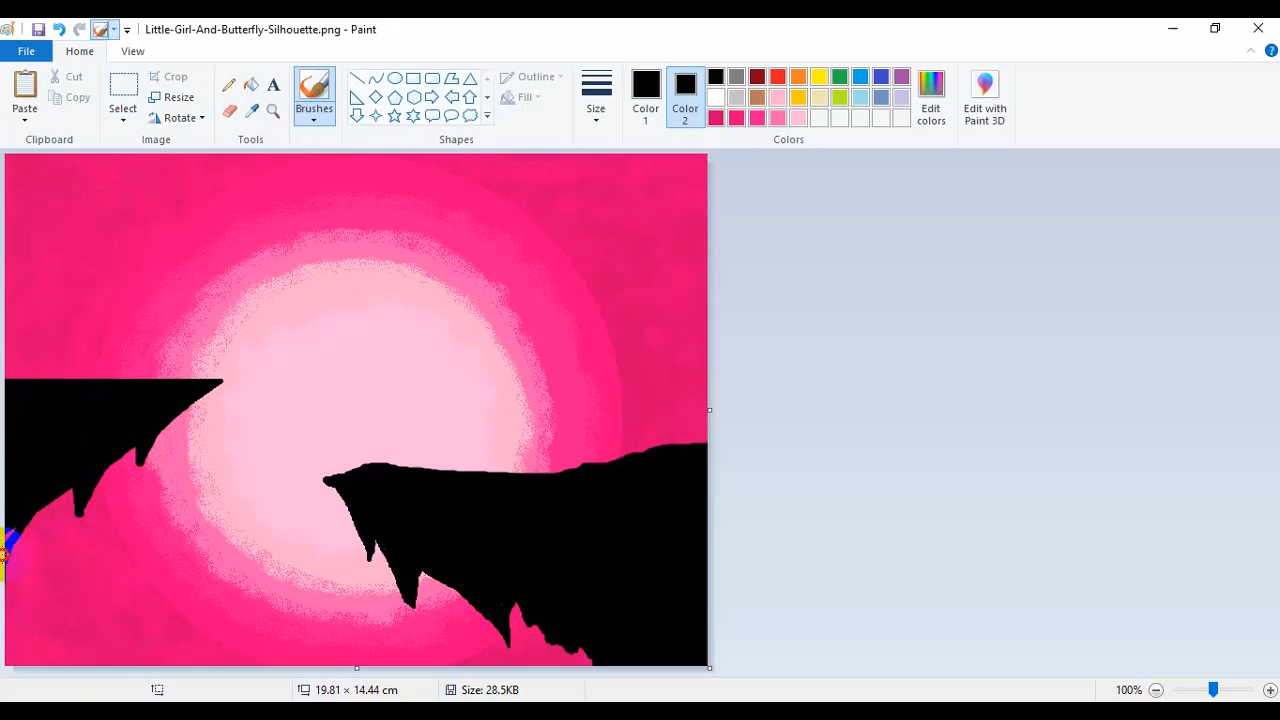 Little-Girl-And-Butterfly-Silhouette.png - Paint
File
Home
View
Paste
Cut
Copy
Clipboard
Select
Crop
Resize
Rotate
Image
A
Tools
Brushes
Outline
Fill
Shapes
Size
Color 1
Color 2
Edit colors
Colors
Edit with Paint 3D
19.81 × 14.44 cm
Size: 28.5KB
100%